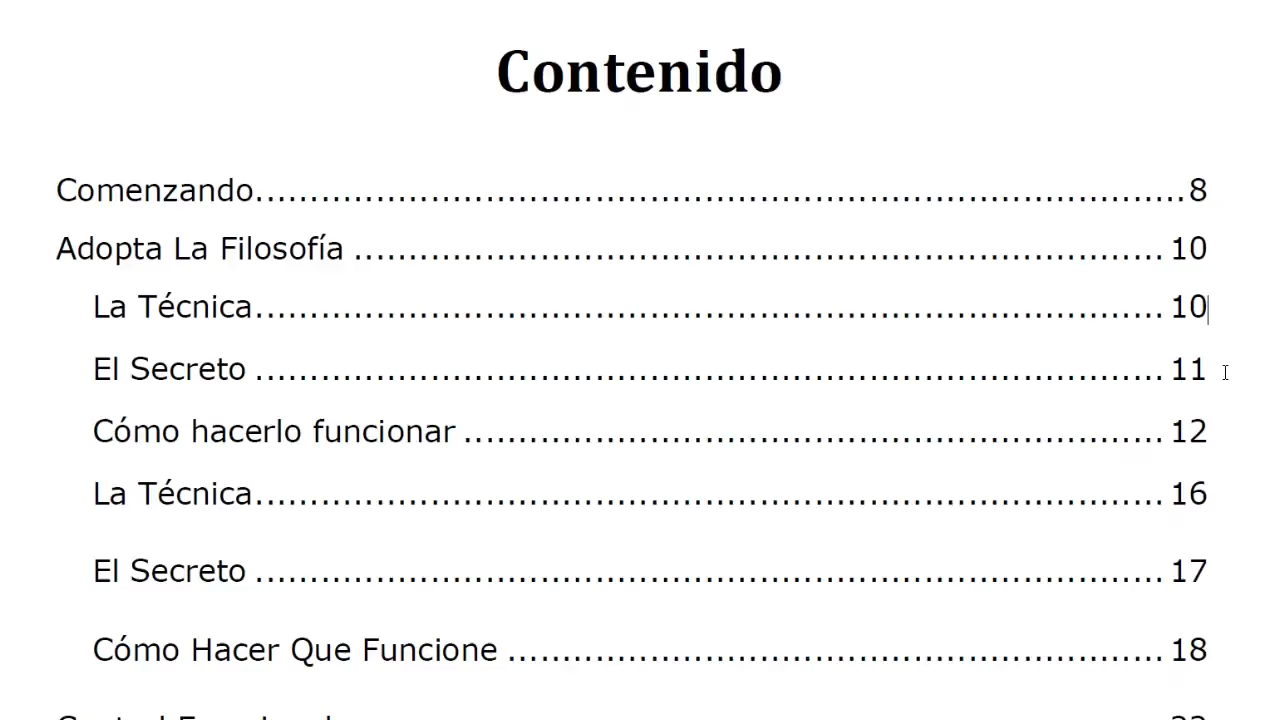 Contenido
Comenzando........................................................................................................8
Adopta La Filosofía .......................................................................................... 10
La Técnica..................................................................................................... 10
El Secreto ..................................................................................................... 11
Cómo hacerlo funcionar .............................................................................. 12
La Técnica..................................................................................................... 16
El Secreto ..................................................................................................... 17
Cómo Hacer Que Funcione ......................................................................... 18